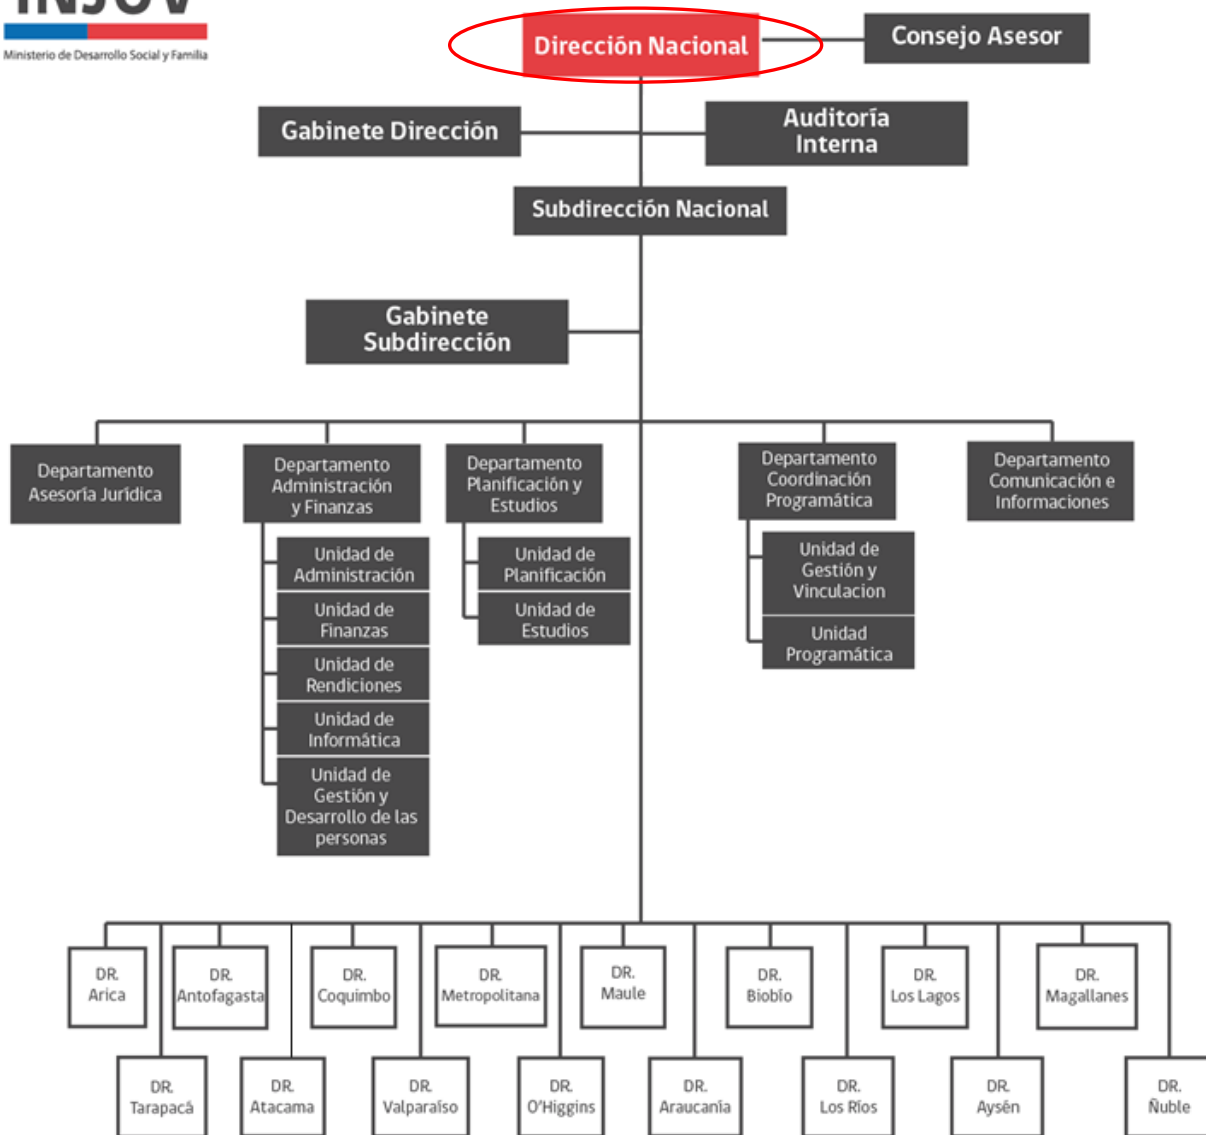 INJUV
Ministerio de Desarrollo Social y Familia
Dirección Nacional
Consejo Asesor
Gabinete Dirección
Auditoría
Interna
Subdirección Nacional
Gabinete
Subdirección
Departamento
Asesoría Jurídica
Departamento
Administración
y Finanzas
Unidad de
Administración
Unidad de
Finanzas
Unidad de
Rendiciones
Unidad de
Informática
Unidad de
Gestión y
Desarrollo de las
personas
Departamento
Planificación y
Estudios
Unidad de
Planificación
Unidad de
Estudios
Departamento
Coordinación
Programática
Unidad de
Gestión y
Vinculacion
Unidad
Programática
Departamento
Comunicación e
Informaciones
DR.
Arica
DR.
Antofagasta
DR.
Coquimbo
DR.
Metropolitana
DR.
Maule
DR.
Biobío
DR.
Los Lagos
DR.
Magallanes
DR.
Tarapacá
DR.
Atacama
DR.
Valparaíso
DR.
O'Higgins
DR.
Araucanía
DR.
Los Ríos
DR.
Aysén
DR.
Ñuble